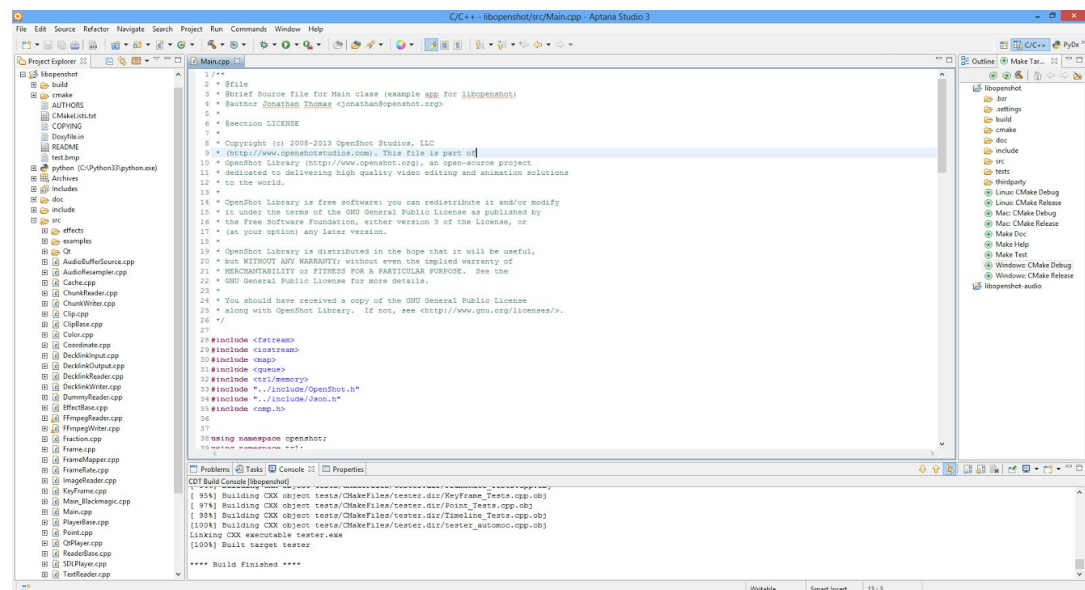 C/C++ - libopenshot/src/Main.cpp - Aptana Studio 3
File Edit Source Refactor Navigate Search Project Run Commands Window Help
C/C++ PyDe
Project Explorer
libopenshot
build
cmake
AUTHORS
CMakeLists.txt
COPYING
Doxyfile.in
README
test.bmp
python (C:\Python33\python.exe)
Archives
Includes
doc
include
src
effects
examples
Qt
AudioBufferSource.cpp
AudioResampler.cpp
Cache.cpp
ChunkReader.cpp
ChunkWriter.cpp
Clip.cpp
ClipBase.cpp
Color.cpp
Coordinate.cpp
DecklinkInput.cpp
DecklinkOutput.cpp
DecklinkReader.cpp
DecklinkWriter.cpp
DummyReader.cpp
EffectBase.cpp
FFmpegReader.cpp
FFmpegWriter.cpp
Fraction.cpp
Frame.cpp
FrameMapper.cpp
FrameRate.cpp
ImageReader.cpp
KeyFrame.cpp
Main_Blackmagic.cpp
Main.cpp
PlayerBase.cpp
Point.cpp
QtPlayer.cpp
ReaderBase.cpp
SDLPlayer.cpp
TextReader.cpp
Main.cpp
1 /**
2 * @file
3 * @brief Source file for Main class (example app for libopenshot)
4 * @author Jonathan Thomas <jonathan@openshot.org>
5 *
6 * @section LICENSE
7 *
8 * Copyright (c) 2008-2013 OpenShot Studios, LLC
9 * (http://www.openshotstudios.com). This file is part of
10 * OpenShot Library (http://www.openshot.org), an open-source project
11 * dedicated to delivering high quality video editing and animation solutions
12 * to the world.
13 *
14 * OpenShot Library is free software: you can redistribute it and/or modify
15 * it under the terms of the GNU General Public License as published by
16 * the Free Software Foundation, either version 3 of the License, or
17 * (at your option) any later version.
18 *
19 * OpenShot Library is distributed in the hope that it will be useful,
20 * but WITHOUT ANY WARRANTY; without even the implied warranty of
21 * MERCHANTABILITY or FITNESS FOR A PARTICULAR PURPOSE. See the
22 * GNU General Public License for more details.
23 *
24 * You should have received a copy of the GNU General Public License
25 * along with OpenShot Library. If not, see <http://www.gnu.org/licenses/>.
26 */
27
28 #include <fstream>
29 #include <iostream>
30 #include <map>
31 #include <queue>
32 #include <tr1/memory>
33 #include "../include/OpenShot.h"
34 #include "../include/Json.h"
35 #include <omp.h>
36
37
38 using namespace openshot;
39 using namespace tr1;
Outline Make Tar...
libopenshot
.bzr
.settings
build
cmake
doc
include
src
tests
thirdparty
Linux: CMake Debug
Linux: CMake Release
Mac: CMake Debug
Mac: CMake Release
Make Doc
Make Help
Make Test
Windows: CMake Debug
Windows: CMake Release
libopenshot-audio
Problems Tasks Console Properties
CDT Build Console [libopenshot]
[ 95%] Building CXX object tests/CMakeFiles/tester.dir/KeyFrame_Tests.cpp.obj
[ 97%] Building CXX object tests/CMakeFiles/tester.dir/Point_Tests.cpp.obj
[ 98%] Building CXX object tests/CMakeFiles/tester.dir/Timeline_Tests.cpp.obj
[100%] Building CXX object tests/CMakeFiles/tester.dir/tester_automoc.cpp.obj
Linking CXX executable tester.exe
[100%] Built target tester
**** Build Finished ****
Writable Smart Insert 13 : 3